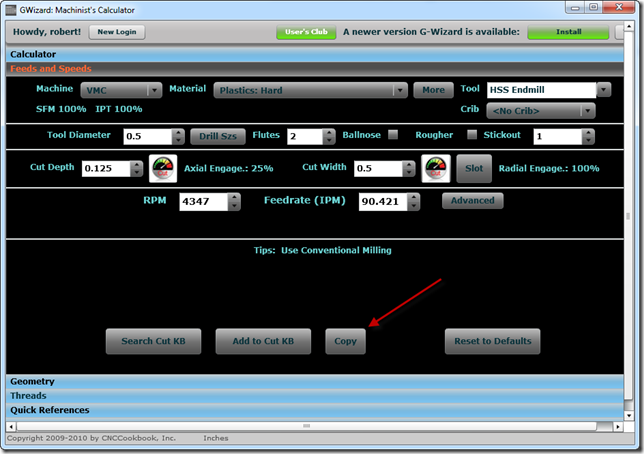 GWizard: Machinist's Calculator
Howdy, robert! New Login User's Club A newer version G-Wizard is available: Install
Calculator
Feeds and Speeds
Machine VMC Material Plastics: Hard More Tool HSS Endmill
SFM 100% IPT 100% Crib <No Crib>
Tool Diameter 0.5 Drill Szs Flutes 2 Ballnose Rougher Stickout 1
Cut Depth 0.125 Cut Axial Engage.: 25% Cut Width 0.5 Cut Slot Radial Engage.: 100%
RPM 4347 Feedrate (IPM) 90.421 Advanced
Tips: Use Conventional Milling
Search Cut KB Add to Cut KB Copy Reset to Defaults
Geometry
Threads
Quick References
Copyright 2009-2010 by CNCCookbook, Inc. Inches